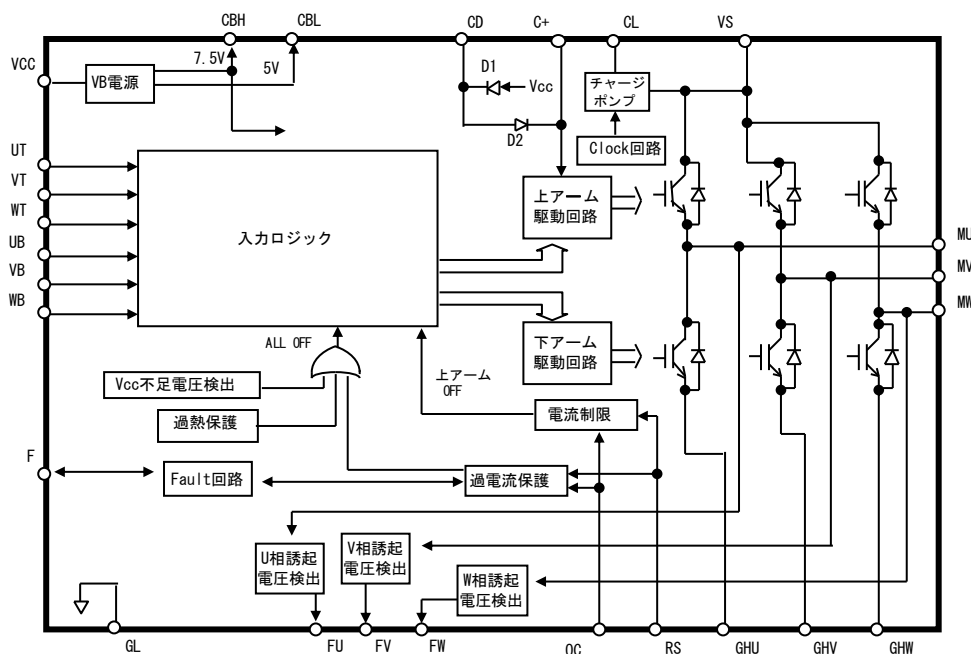 CBH CBL CD C+ CL VS
VCC
7.5V
5V
VB電源
D1
Vcc
D2
チャージ
ポンプ
Clock回路
UT
VT
WT
UB
VB
WB
入力ロジック
上アーム
駆動回路
MU
MV
MW
下アーム
駆動回路
ALL OFF
上アーム
OFF
Vcc不足電圧検出
過熱保護
電流制限
F
Fault回路
過電流保護
U相誘起
電圧検出
V相誘起
電圧検出
W相誘起
電圧検出
GL FU FV FW OC RS GHU GHV GHW